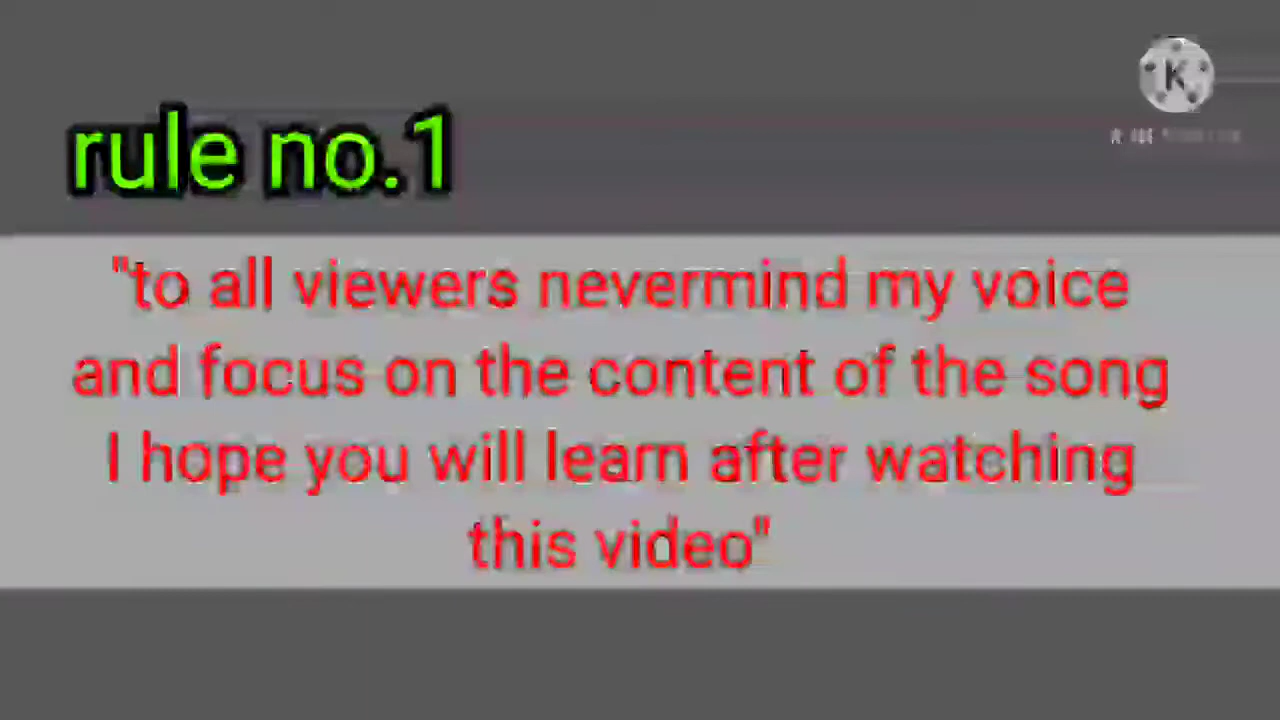 K
rule no.1
"to all viewers nevermind my voice
and focus on the content of the song
I hope you will learn after watching
this video"